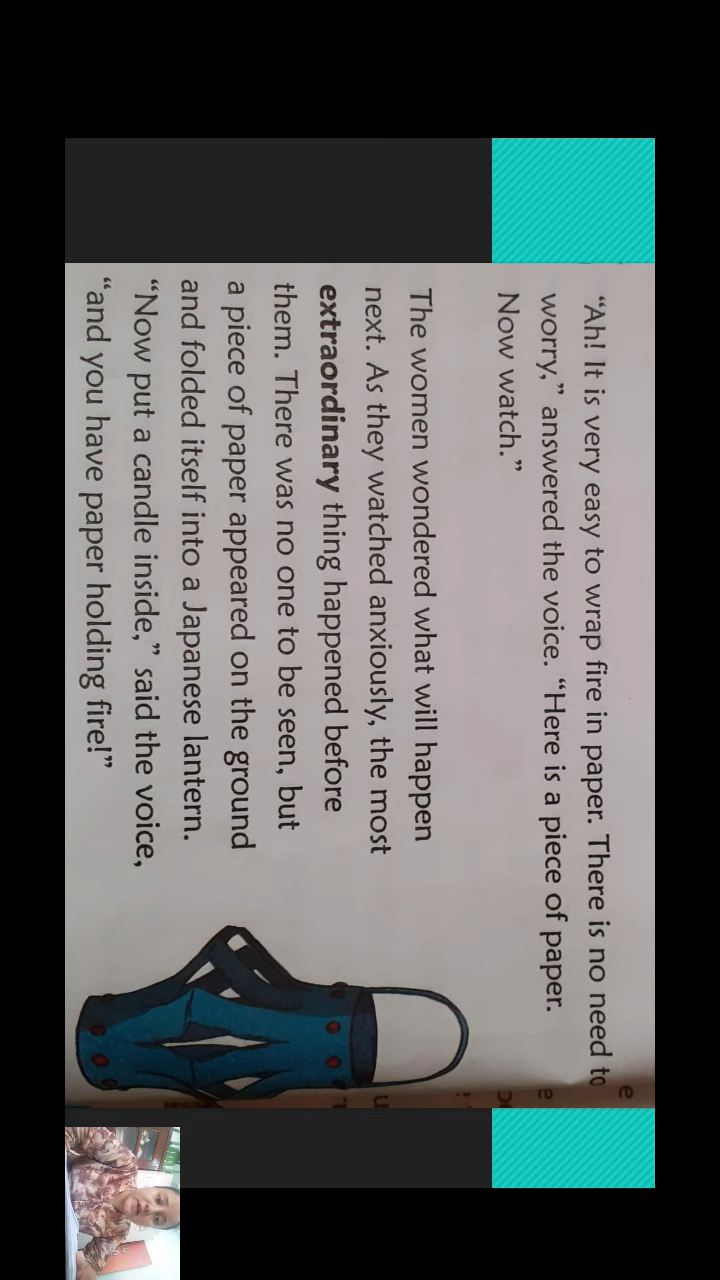 “Ah! It is very easy to wrap fire in paper. There is no need to
worry,” answered the voice. “Here is a piece of paper.
Now watch.”
The women wondered what will happen
next. As they watched anxiously, the most
extraordinary thing happened before
them. There was no one to be seen, but
a piece of paper appeared on the ground
and folded itself into a Japanese lantern.
“Now put a candle inside,” said the voice,
“and you have paper holding fire!”